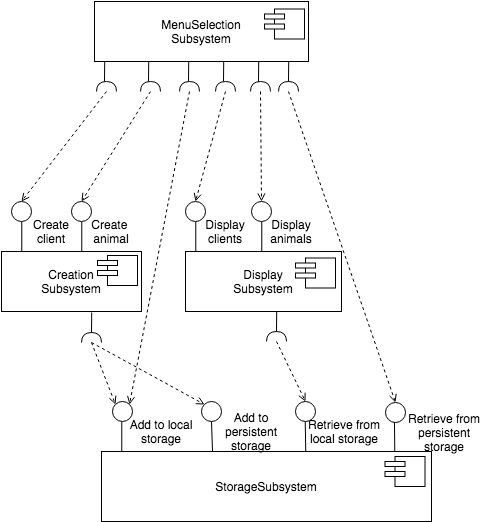 MenuSelection
Subsystem
Create
client
Create
animal
Display
clients
Display
animals
Creation
Subsystem
Display
Subsystem
Add to local
storage
Add to
persistent
storage
Retrieve from
local storage
Retrieve from
persistent
storage
StorageSubsystem